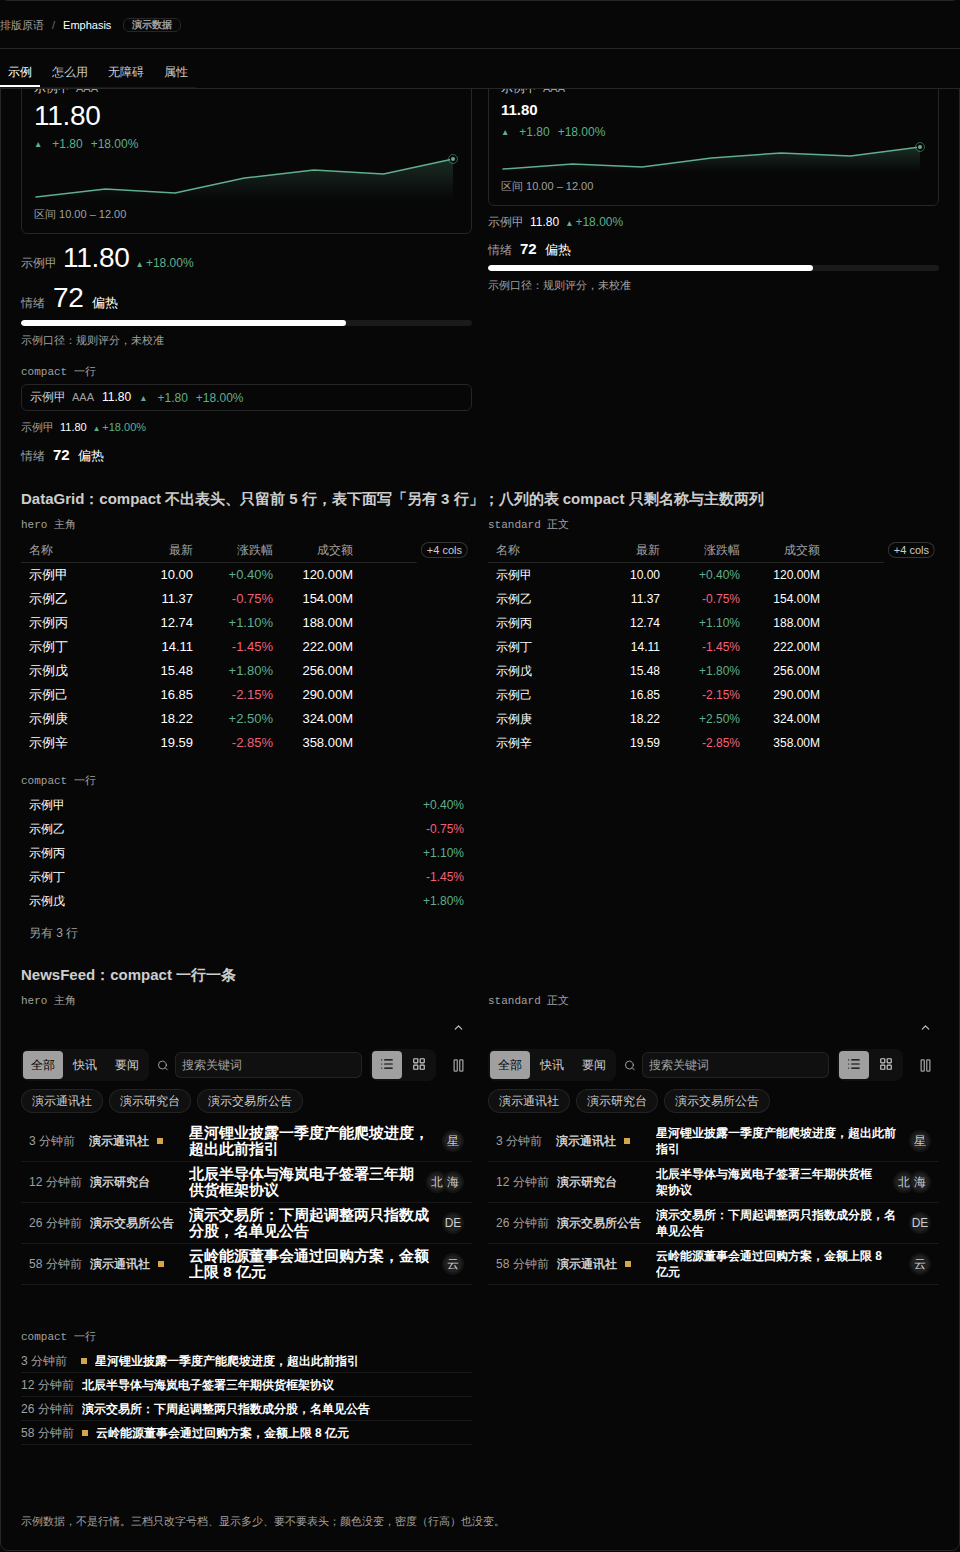 排版原语 / Emphasis 演示数据
示例 怎么用 无障碍 属性
示例甲 AAA
11.80
▲ +1.80 +18.00%
区间 10.00 – 12.00
示例甲 11.80 ▲ +18.00%
情绪 72 偏热
示例口径：规则评分，未校准
示例甲 AAA
11.80
▲ +1.80 +18.00%
区间 10.00 – 12.00
示例甲 11.80 ▲ +18.00%
情绪 72 偏热
示例口径：规则评分，未校准
compact 一行
示例甲 AAA 11.80 ▲ +1.80 +18.00%
示例甲 11.80 ▲ +18.00%
情绪 72 偏热
DataGrid：compact 不出表头、只留前 5 行，表下面写「另有 3 行」；八列的表 compact 只剩名称与主数两列
hero 主角
名称 最新 涨跌幅 成交额 +4 cols
示例甲 10.00 +0.40% 120.00M
示例乙 11.37 -0.75% 154.00M
示例丙 12.74 +1.10% 188.00M
示例丁 14.11 -1.45% 222.00M
示例戊 15.48 +1.80% 256.00M
示例己 16.85 -2.15% 290.00M
示例庚 18.22 +2.50% 324.00M
示例辛 19.59 -2.85% 358.00M
standard 正文
名称 最新 涨跌幅 成交额 +4 cols
示例甲 10.00 +0.40% 120.00M
示例乙 11.37 -0.75% 154.00M
示例丙 12.74 +1.10% 188.00M
示例丁 14.11 -1.45% 222.00M
示例戊 15.48 +1.80% 256.00M
示例己 16.85 -2.15% 290.00M
示例庚 18.22 +2.50% 324.00M
示例辛 19.59 -2.85% 358.00M
compact 一行
示例甲 +0.40%
示例乙 -0.75%
示例丙 +1.10%
示例丁 -1.45%
示例戊 +1.80%
另有 3 行
NewsFeed：compact 一行一条
hero 主角
全部 快讯 要闻 搜索关键词
演示通讯社 演示研究台 演示交易所公告
3 分钟前 演示通讯社 星河锂业披露一季度产能爬坡进度， 星
超出此前指引
12 分钟前 演示研究台 北辰半导体与海岚电子签署三年期 北 海
供货框架协议
26 分钟前 演示交易所公告 演示交易所：下周起调整两只指数成 DE
分股，名单见公告
58 分钟前 演示通讯社 云岭能源董事会通过回购方案，金额 云
上限 8 亿元
standard 正文
全部 快讯 要闻 搜索关键词
演示通讯社 演示研究台 演示交易所公告
3 分钟前 演示通讯社 星河锂业披露一季度产能爬坡进度，超出此前 星
指引
12 分钟前 演示研究台 北辰半导体与海岚电子签署三年期供货框 北 海
架协议
26 分钟前 演示交易所公告 演示交易所：下周起调整两只指数成分股，名 DE
单见公告
58 分钟前 演示通讯社 云岭能源董事会通过回购方案，金额上限 8 云
亿元
compact 一行
3 分钟前 星河锂业披露一季度产能爬坡进度，超出此前指引
12 分钟前 北辰半导体与海岚电子签署三年期供货框架协议
26 分钟前 演示交易所：下周起调整两只指数成分股，名单见公告
58 分钟前 云岭能源董事会通过回购方案，金额上限 8 亿元
示例数据，不是行情。三档只改字号档、显示多少、要不要表头；颜色没变，密度（行高）也没变。